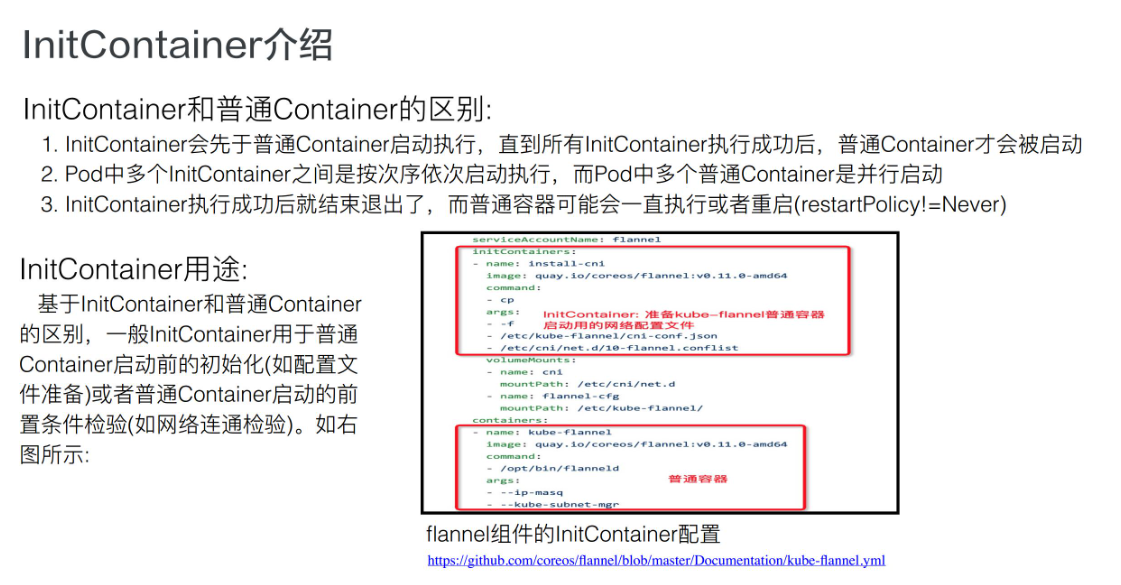 InitContainer介绍
InitContainer和普通Container的区别:
1. InitContainer会先于普通Container启动执行，直到所有InitContainer执行成功后，普通Container才会被启动
2. Pod中多个InitContainer之间是按次序依次启动执行，而Pod中多个普通Container是并行启动
3. InitContainer执行成功后就结束退出了，而普通容器可能会一直执行或者重启(restartPolicy!=Never)
InitContainer用途:
基于InitContainer和普通Container
的区别，一般InitContainer用于普通
Container启动前的初始化(如配置文
件准备)或者普通Container启动的前
置条件检验(如网络连通检验)。如右
图所示:
serviceAccountName: flannel
initContainers:
- name: install-cni
image: quay.io/coreos/flannel:v0.11.0-amd64
command:
- cp
args:
- -f
InitContainer: 准备kube-flannel普通容器
启动用的网络配置文件
- /etc/kube-flannel/cni-conf.json
- /etc/cni/net.d/10-flannel.conflist
volumeMounts:
- name: cni
mountPath: /etc/cni/net.d
- name: flannel-cfg
mountPath: /etc/kube-flannel/
containers:
- name: kube-flannel
image: quay.io/coreos/flannel:v0.11.0-amd64
command:
- /opt/bin/flanneld
args:
普通容器
- --ip-masq
- --kube-subnet-mgr
flannel组件的InitContainer配置
https://github.com/coreos/flannel/blob/master/Documentation/kube-flannel.yml